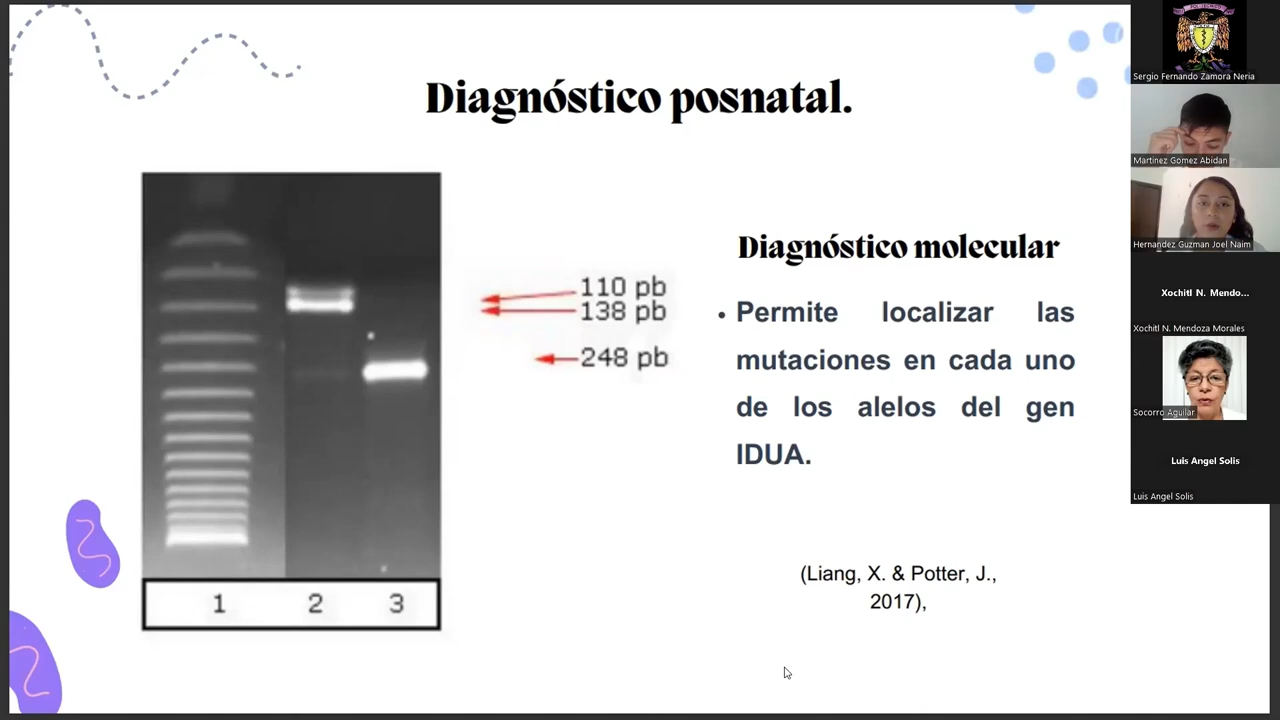 Diagnóstico posnatal.
110 pb
138 pb
248 pb
1 2 3
Diagnóstico molecular
• Permite localizar las
mutaciones en cada uno
de los alelos del gen
IDUA.
(Liang, X. & Potter, J.,
2017),
Sergio Fernando Zamora Neria
Martinez Gomez Abidan
Hernandez Guzman Joel Naim
Xochitl N. Mendo...
Xochitl N. Mendoza Morales
Socorro Aguilar
Luis Angel Solis
Luis Angel Solis